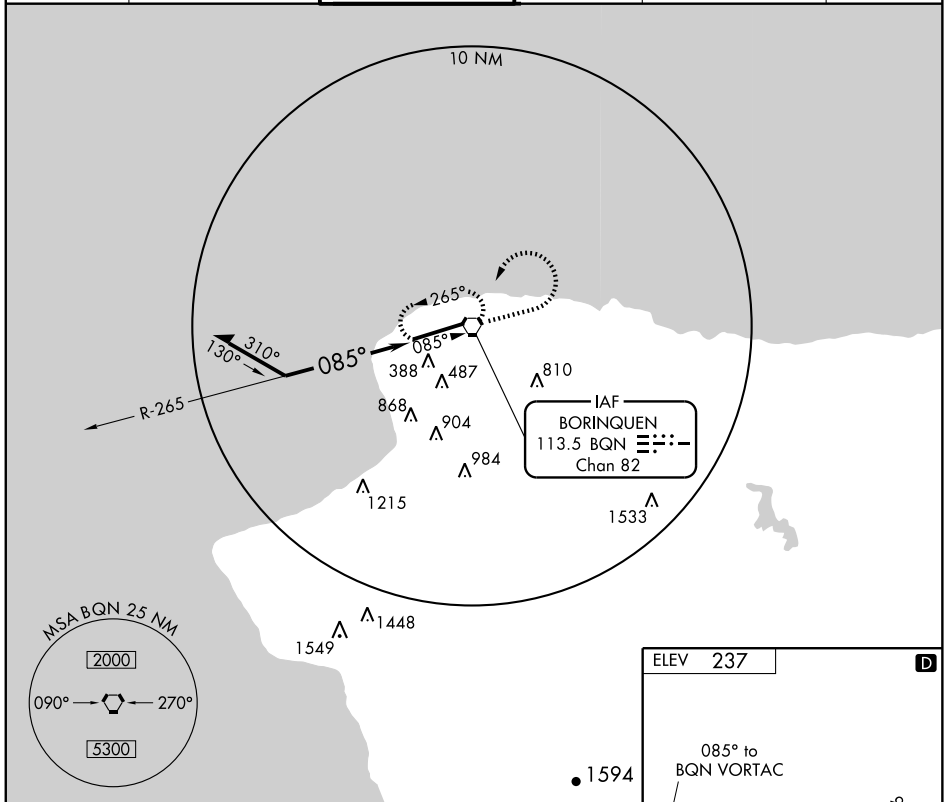 10 NM
265°
085°
310°
130°
085°
R-265
388
487
810
868
904
984
1215
1533
IAF
BORINQUEN
113.5 BQN
Chan 82
1448
1549
MSA BQN 25 NM
2000
090°
270°
5300
ELEV 237
D
085° to
BQN VORTAC
1594